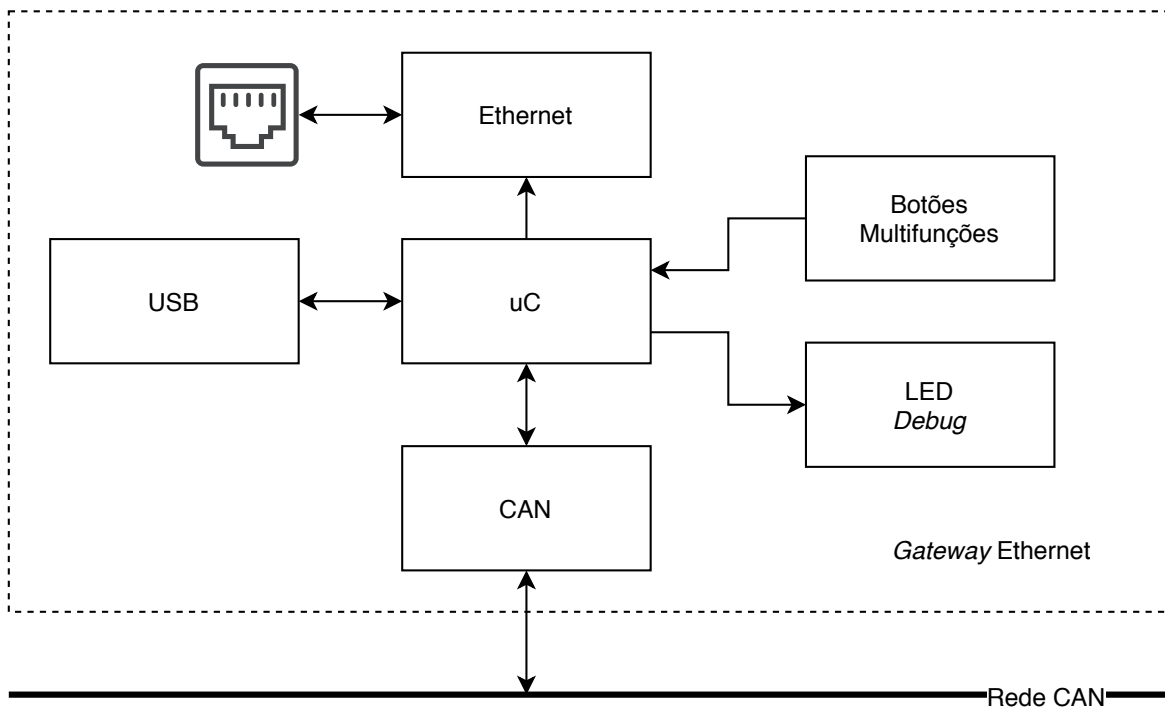 Ethernet
Botões
Multifunções
USB
uC
LED
Debug
CAN
Gateway Ethernet
Rede CAN